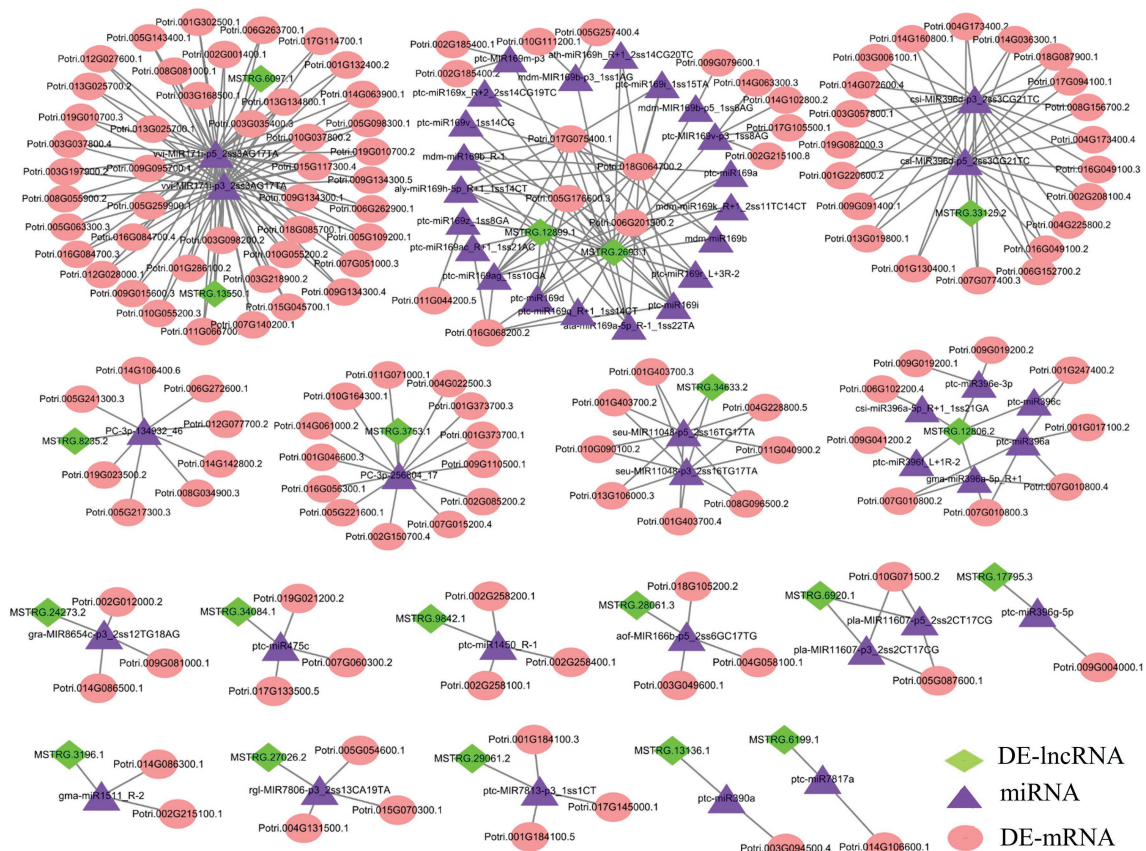 Potri.001G302500.1
Potri.006G263700.1
Potri.005G143400.1
Potri.017G114700.1
Potri.002G001400.1
Potri.012G027600.1
Potri.008G081000.1
MSTRG.6097.1
Potri.001G132400.2
Potri.013G025700.2
Potri.003G168500.1
Potri.013G134800.1
Potri.014G063900.1
Potri.019G010700.3
Potri.013G025700.1
Potri.003G035400.3
Potri.005G098300.1
Potri.010G037800.2
Potri.003G037800.4
vvi-MIR171i-p5_2ss3AG17TA
Potri.019G010700.2
Potri.009G095700.1
Potri.015G117300.4
Potri.003G197900.2
vvi-MIR171i-p3_2ss3AG17TA
Potri.009G134300.5
Potri.008G055900.2
Potri.009G134300.1
Potri.005G259900.1
Potri.006G262900.1
Potri.005G063300.1
Potri.018G085700.1
Potri.005G109200.1
Potri.016G084700.4
Potri.003G098200.2
Potri.016G084700.3
Potri.010G055200.2
Potri.007G051000.3
Potri.012G028000.1
Potri.001G286100.2
Potri.003G218900.2
Potri.009G134300.4
Potri.009G015600.3
MSTRG.13550.1
Potri.015G045700.1
Potri.010G055200.3
Potri.007G140200.1
Potri.011G066700
Potri.005G257400.4
Potri.002G185400.1
Potri.010G111200.1
ath-miR169h_R+1_2ss14CG20TC
ptc-MIR169m-p3
Potri.009G079600.1
Potri.002G185400.2
mdm-MIR169b-p3_1ss1AG
ptc-miR169x_R+2_2ss14CG19TC
ptc-miR169i_1ss15TA
Potri.014G063300.3
mdm-MIR169b-p5_1ss8AG
Potri.014G102800.2
ptc-miR169v_1ss14CG
Potri.017G105500.1
Potri.017G075400.1
ptc-MIR169v-p3_1ss8AG
mdm-miR169b_R-1
Potri.018G064700.2
Potri.002G215100.8
ptc-miR169a
aly-miR169h-5p_R+1_1ss14CT
Potri.005G176600.3
mdm-miR169k_R+1_2ss11TC14CT
ptc-miR169z_1ss8GA
MSTRG.12899.1
Potri.006G201900.2
mdm-miR169b
ptc-miR169ac_R+1_1ss21AC
MSTRG.2693.1
ptc-miR169ag_1ss10GA
ptc-miR169r_L+3R-2
Potri.011G044200.5
ptc-miR169d
ptc-miR169i
ptc-miR169q_R+1_1ss14CT
ata-miR169a-5p_R-1_1ss22TA
Potri.016G068200.2
Potri.004G173400.2
Potri.014G160800.1
Potri.014G036300.1
Potri.003G006100.1
Potri.018G087900.1
Potri.014G072600.4
Potri.017G094100.1
csi-MIR396d-p3_2ss3CG21TC
Potri.003G057800.1
Potri.008G156700.2
Potri.019G082000.3
Potri.004G173400.4
csi-MIR396d-p5_2ss3CG21TC
Potri.001G220600.2
Potri.016G049100.3
Potri.009G091400.1
Potri.002G208100.4
MSTRG.33125.2
Potri.004G225800.2
Potri.013G019800.1
Potri.016G049100.2
Potri.001G130400.1
Potri.006G152700.2
Potri.007G077400.3
Potri.014G106400.6
Potri.006G272600.1
Potri.005G241300.3
PC-3p-134932_46
Potri.012G077700.2
MSTRG.8235.2
Potri.014G142800.2
Potri.019G023500.2
Potri.008G034900.3
Potri.005G217300.3
Potri.011G071000.1
Potri.004G022500.3
Potri.010G164300.1
Potri.001G373700.3
Potri.014G061000.2
MSTRG.3753.1
Potri.001G373700.1
Potri.001G046600.3
Potri.009G110500.1
PC-3p-256804_17
Potri.016G056300.1
Potri.002G085200.2
Potri.005G221600.1
Potri.007G015200.4
Potri.002G150700.4
Potri.001G403700.3
MSTRG.34633.2
Potri.001G403700.2
Potri.004G228800.5
seu-MIR11048-p5_2ss16TG17TA
Potri.010G090100.2
Potri.011G040900.2
seu-MIR11048-p3_2ss16TG17TA
Potri.013G106000.3
Potri.008G096500.2
Potri.001G403700.4
Potri.009G019200.2
Potri.009G019200.1
ptc-miR396e-3p
Potri.001G247400.2
Potri.006G102200.4
ptc-miR396c
csi-miR396a-5p_R+1_1ss21GA
MSTRG.12806.2
Potri.001G017100.2
Potri.009G041200.2
ptc-miR396a
ptc-miR396f_L+1R-2
gma-miR396a-5p_R+1
Potri.007G010800.4
Potri.007G010800.2
Potri.007G010800.3
Potri.002G012000.2
MSTRG.24273.2
gra-MIR8654c-p3_2ss12TG18AG
Potri.009G081000.1
Potri.014G086500.1
Potri.019G021200.2
MSTRG.34084.1
ptc-miR475c
Potri.007G060300.2
Potri.017G133500.5
Potri.002G258200.1
MSTRG.9842.1
ptc-miR1450_R-1
Potri.002G258400.1
Potri.002G258100.1
Potri.018G105200.2
MSTRG.28061.3
aof-MIR166b-p5_2ss6GC17TG
Potri.004G058100.1
Potri.003G049600.1
Potri.010G071500.2
MSTRG.6920.1
pla-MIR11607-p5_2ss2CT17CG
pla-MIR11607-p3_2ss2CT17CG
Potri.005G087600.1
MSTRG.17795.3
ptc-miR396g-5p
Potri.009G004000.1
MSTRG.3196.1
Potri.014G086300.1
gma-miR1511_R-2
Potri.002G215100.1
MSTRG.27026.2
Potri.005G054600.1
rgl-MIR7806-p3_2ss13CA19TA
Potri.015G070300.1
Potri.004G131500.1
Potri.001G184100.3
MSTRG.29061.2
ptc-MIR7813-p3_1ss1CT
Potri.017G145000.1
Potri.001G184100.5
MSTRG.13136.1
ptc-miR390a
Potri.003G094500.4
MSTRG.6199.1
ptc-miR7817a
Potri.014G106600.1
DE-lncRNA
miRNA
DE-mRNA